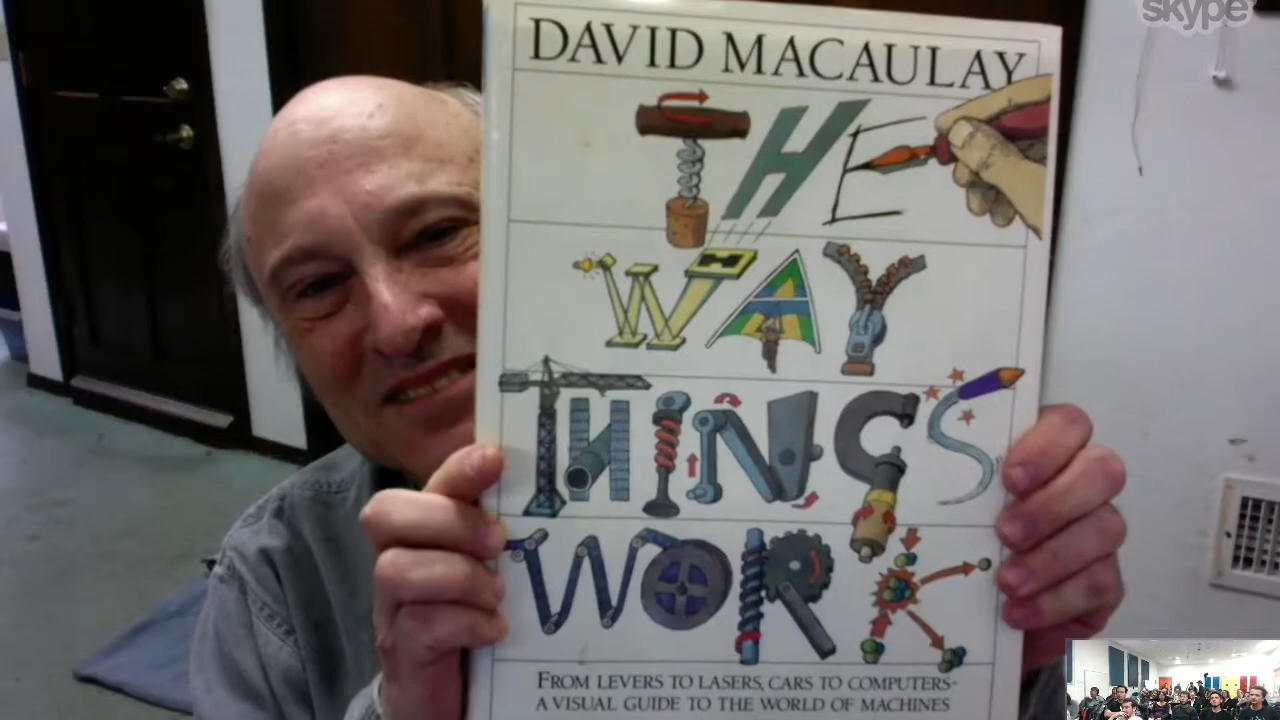 skype
DAVID MACAULAY
THE
WAY
THINGS
WORK
FROM LEVERS TO LASERS, CARS TO COMPUTERS-
A VISUAL GUIDE TO THE WORLD OF MACHINES